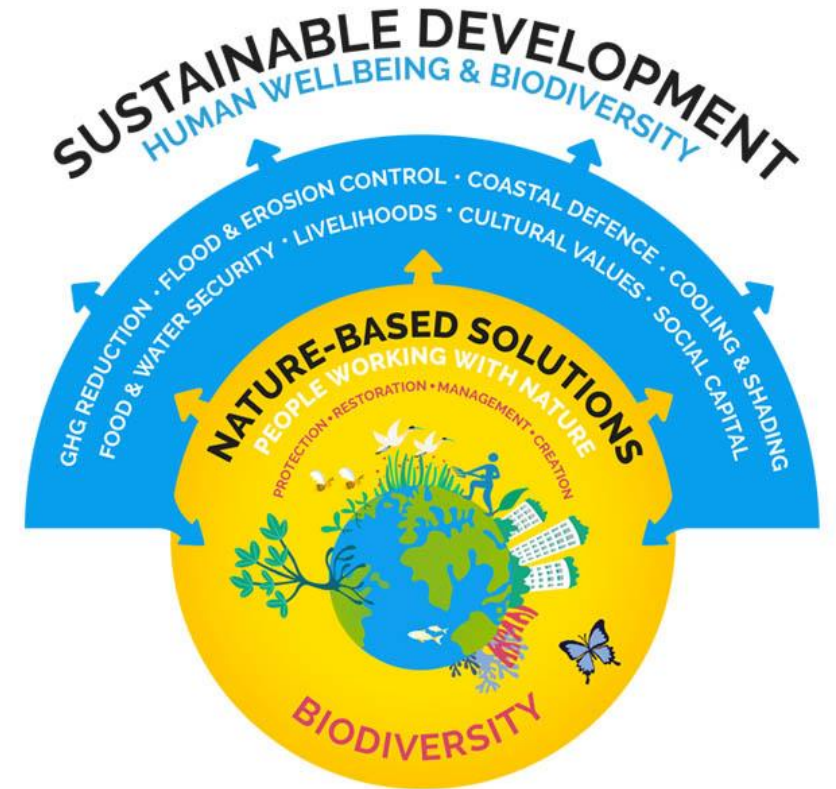 SUSTAINABLE DEVELOPMENT
HUMAN WELLBEING & BIODIVERSITY
GHG REDUCTION · FLOOD & EROSION CONTROL · COASTAL DEFENCE · COOLING & SHADING
FOOD & WATER SECURITY · LIVELIHOODS · CULTURAL VALUES · SOCIAL CAPITAL
NATURE-BASED SOLUTIONS
PEOPLE WORKING WITH NATURE
PROTECTION • RESTORATION • MANAGEMENT • CREATION
BIODIVERSITY